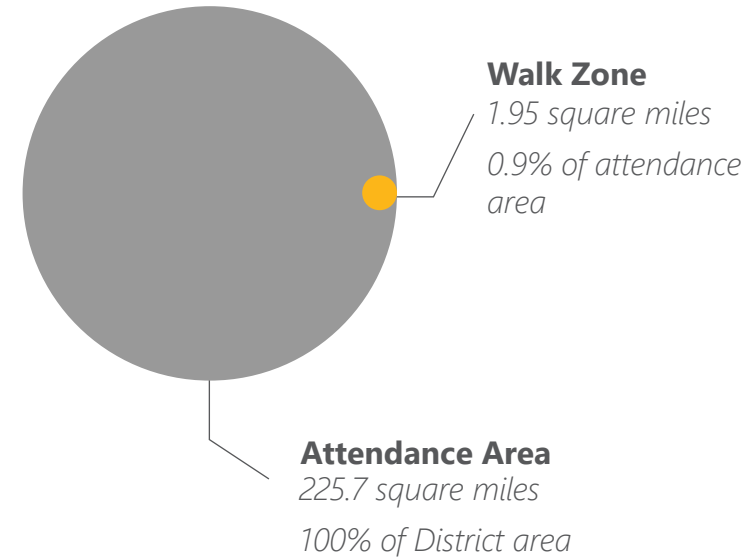 Walk Zone
1.95 square miles
0.9% of attendance
area
Attendance Area
225.7 square miles
100% of District area